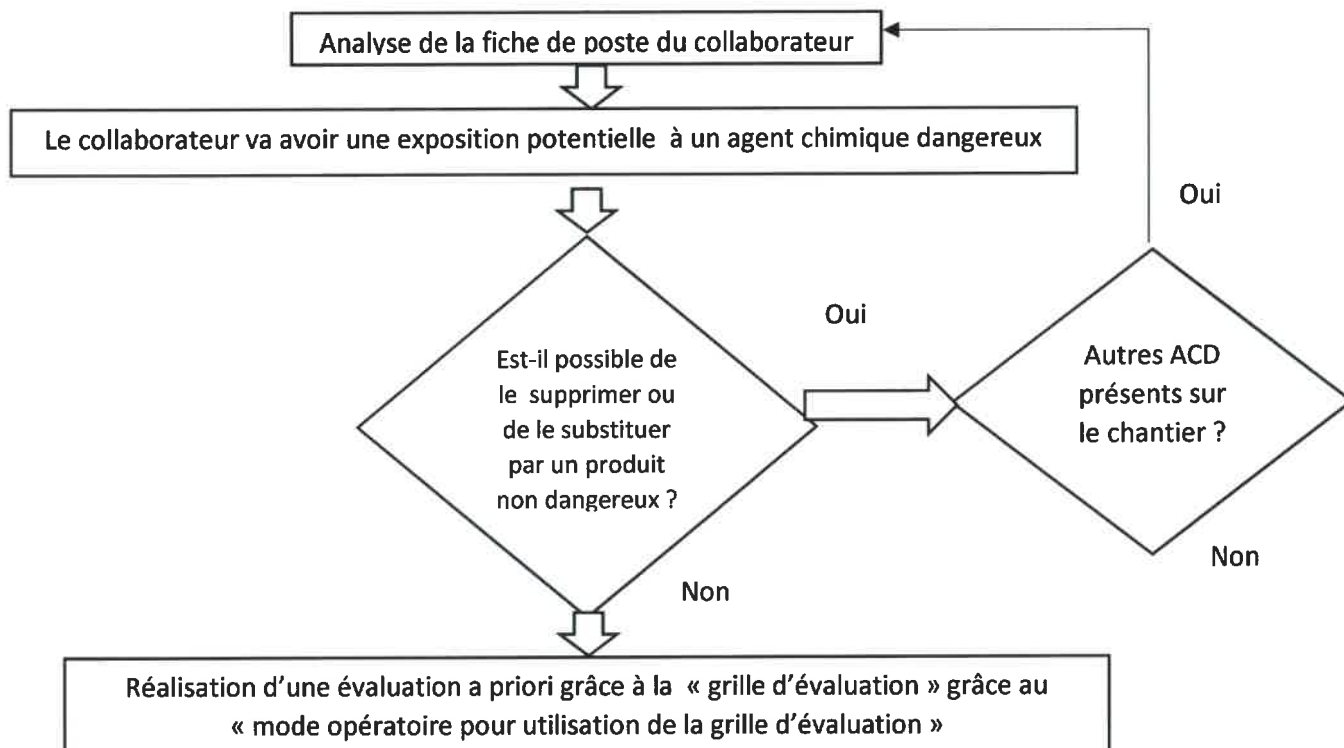 Analyse de la fiche de poste du collaborateur
Le collaborateur va avoir une exposition potentielle à un agent chimique dangereux
Oui
Oui
Est-il possible de
le supprimer ou
de le substituer
par un produit
non dangereux ?
Autres ACD
présents sur
le chantier ?
Non
Non
Réalisation d'une évaluation a priori grâce à la « grille d'évaluation » grâce au
« mode opératoire pour utilisation de la grille d'évaluation »